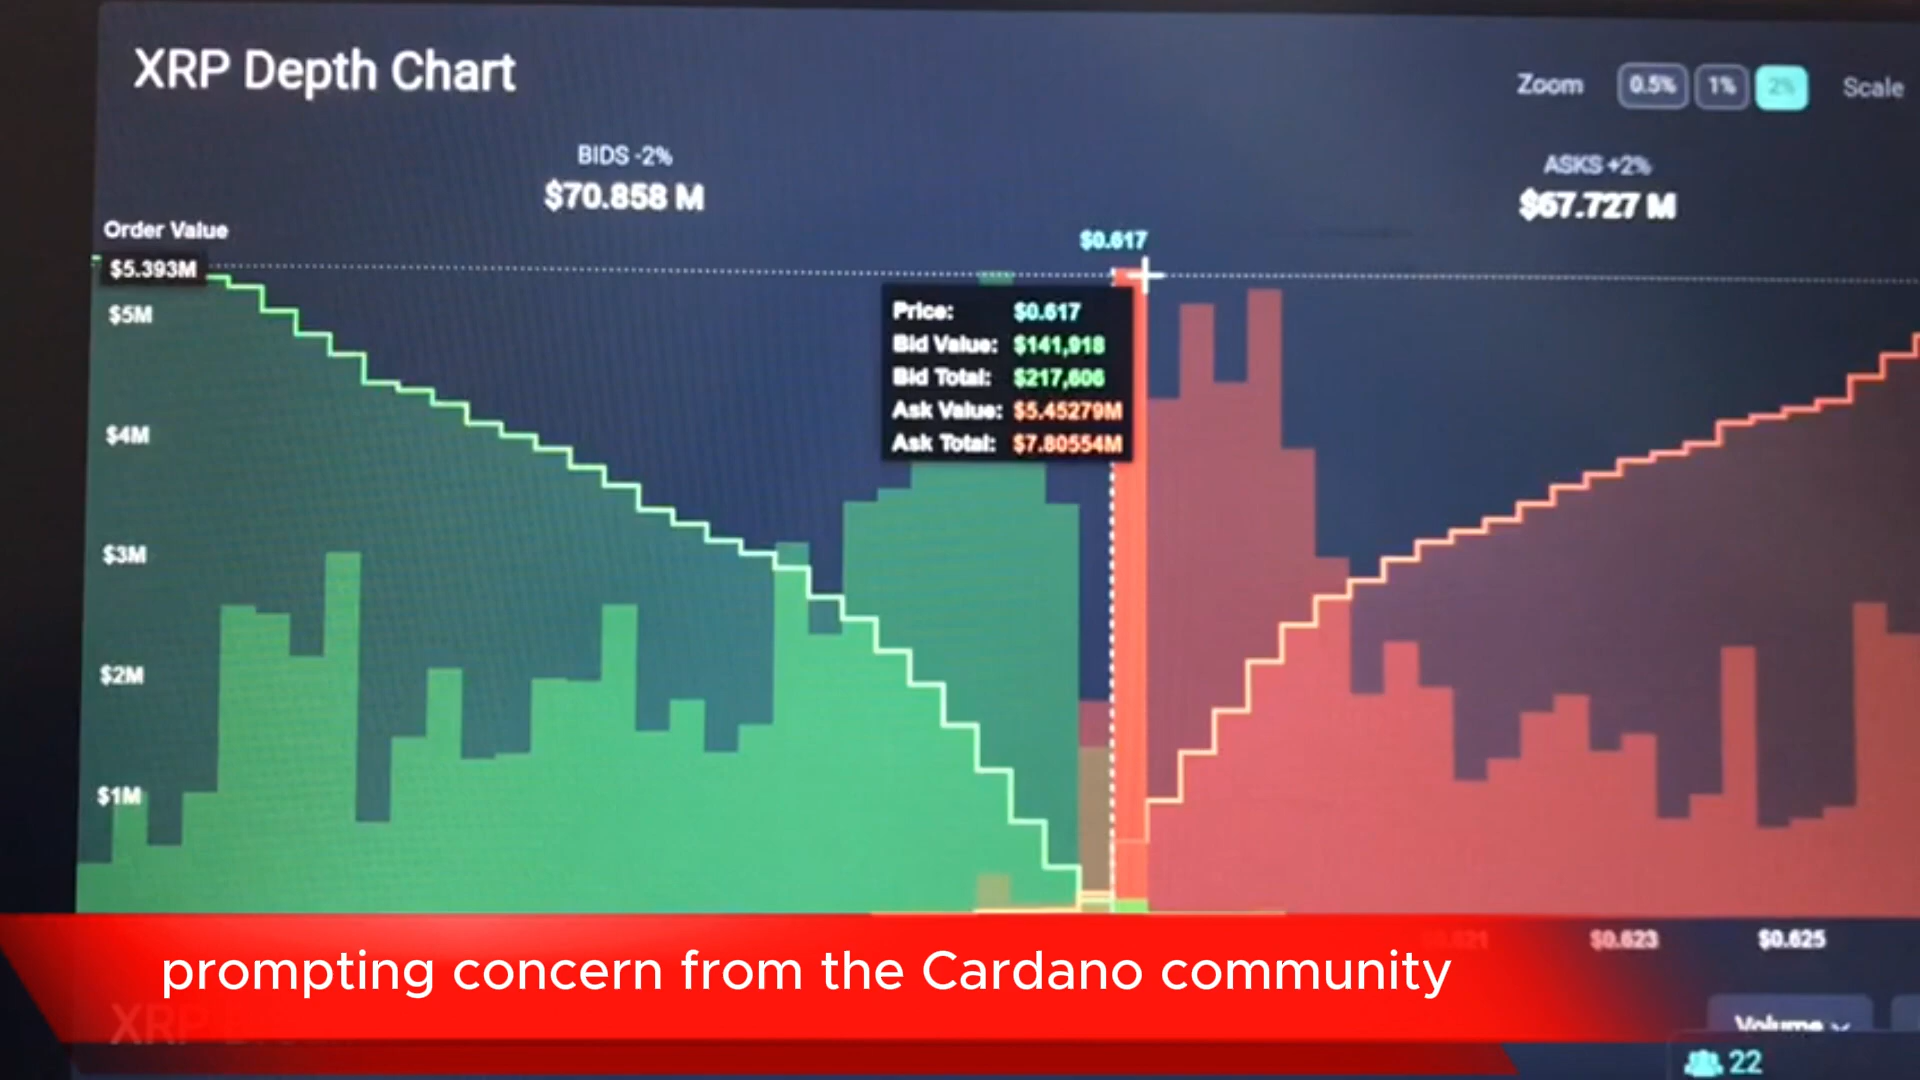 XRP Depth Chart
Zoom 0.5% 1% 2% Scale
BIDS -2%
$70.858 M
ASKS +2%
$67.727 M
Order Value
$0.617
$5.393M
$5M
$4M
$3M
$2M
$1M
Price: $0.617
Bid Value: $141,918
Bid Total: $217,606
Ask Value: $5.45279M
Ask Total: $7.80554M
$0.623 $0.625
prompting concern from the Cardano community
XRP
Volume
22